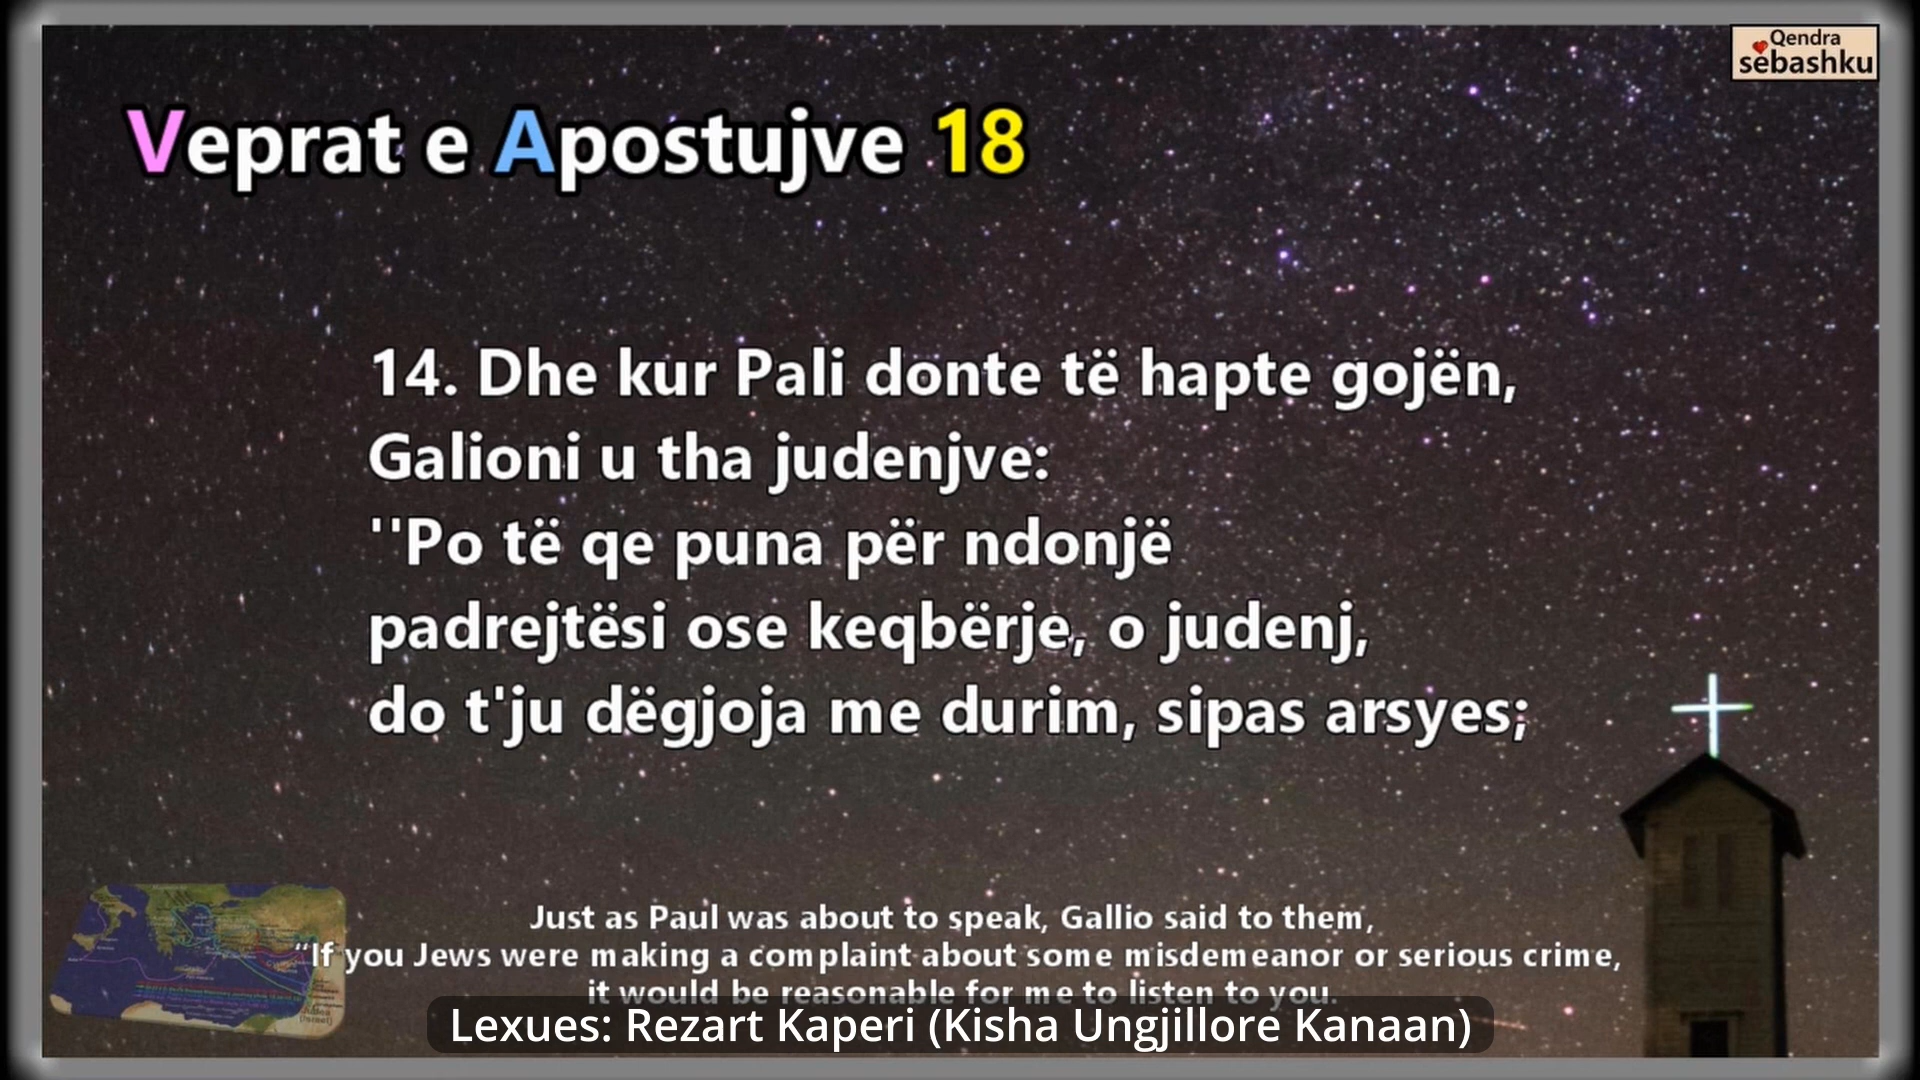 Qendra
sëbashku
Veprat e Apostujve 18
14. Dhe kur Pali donte të hapte gojën,
Galioni u tha judenjve:
''Po të qe puna për ndonjë
padrejtësi ose keqbërje, o judenj,
do t'ju dëgjoja me durim, sipas arsyes;
Just as Paul was about to speak, Gallio said to them,
“If you Jews were making a complaint about some misdemeanor or serious crime,
it would be reasonable for me to listen to you.
Lexues: Rezart Kaperi (Kisha Ungjillore Kanaan)